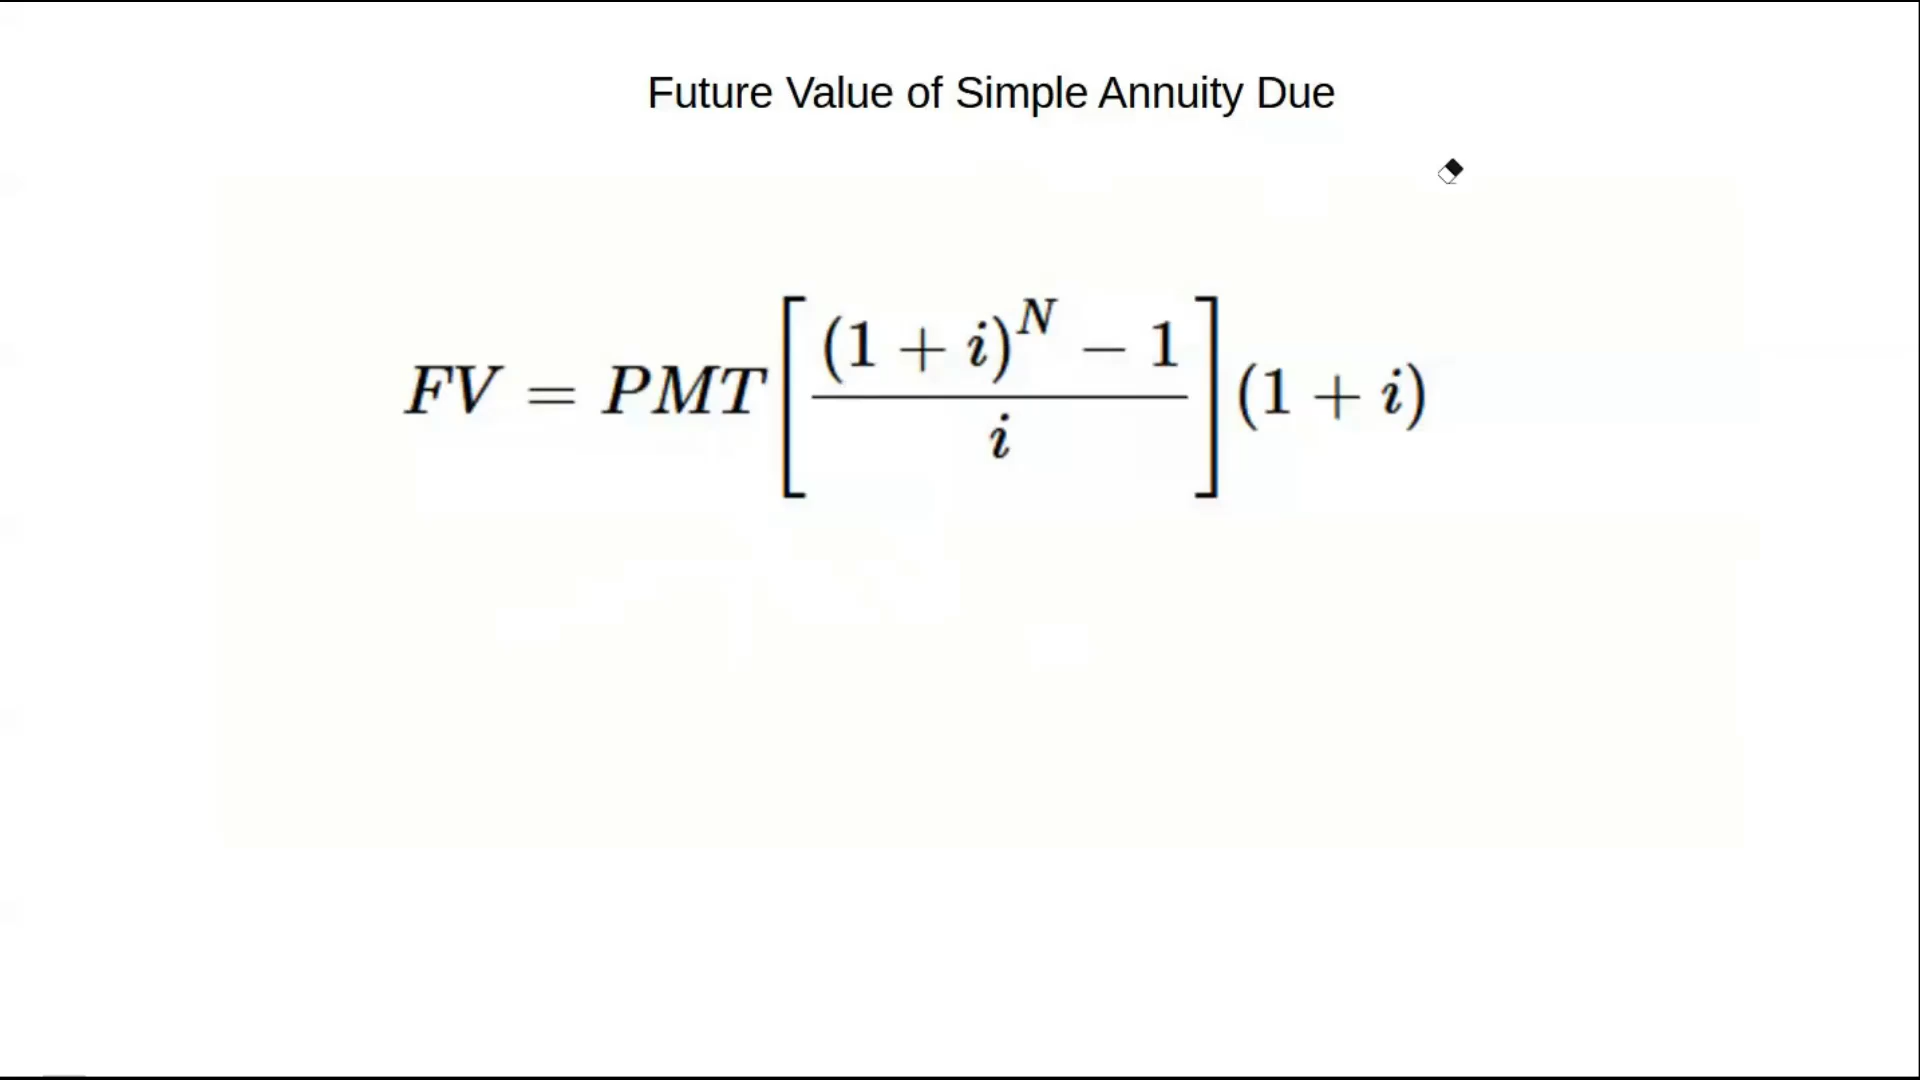 Future Value of Simple Annuity Due
FV = PMT[((1 + i)^N − 1)/i](1 + i)